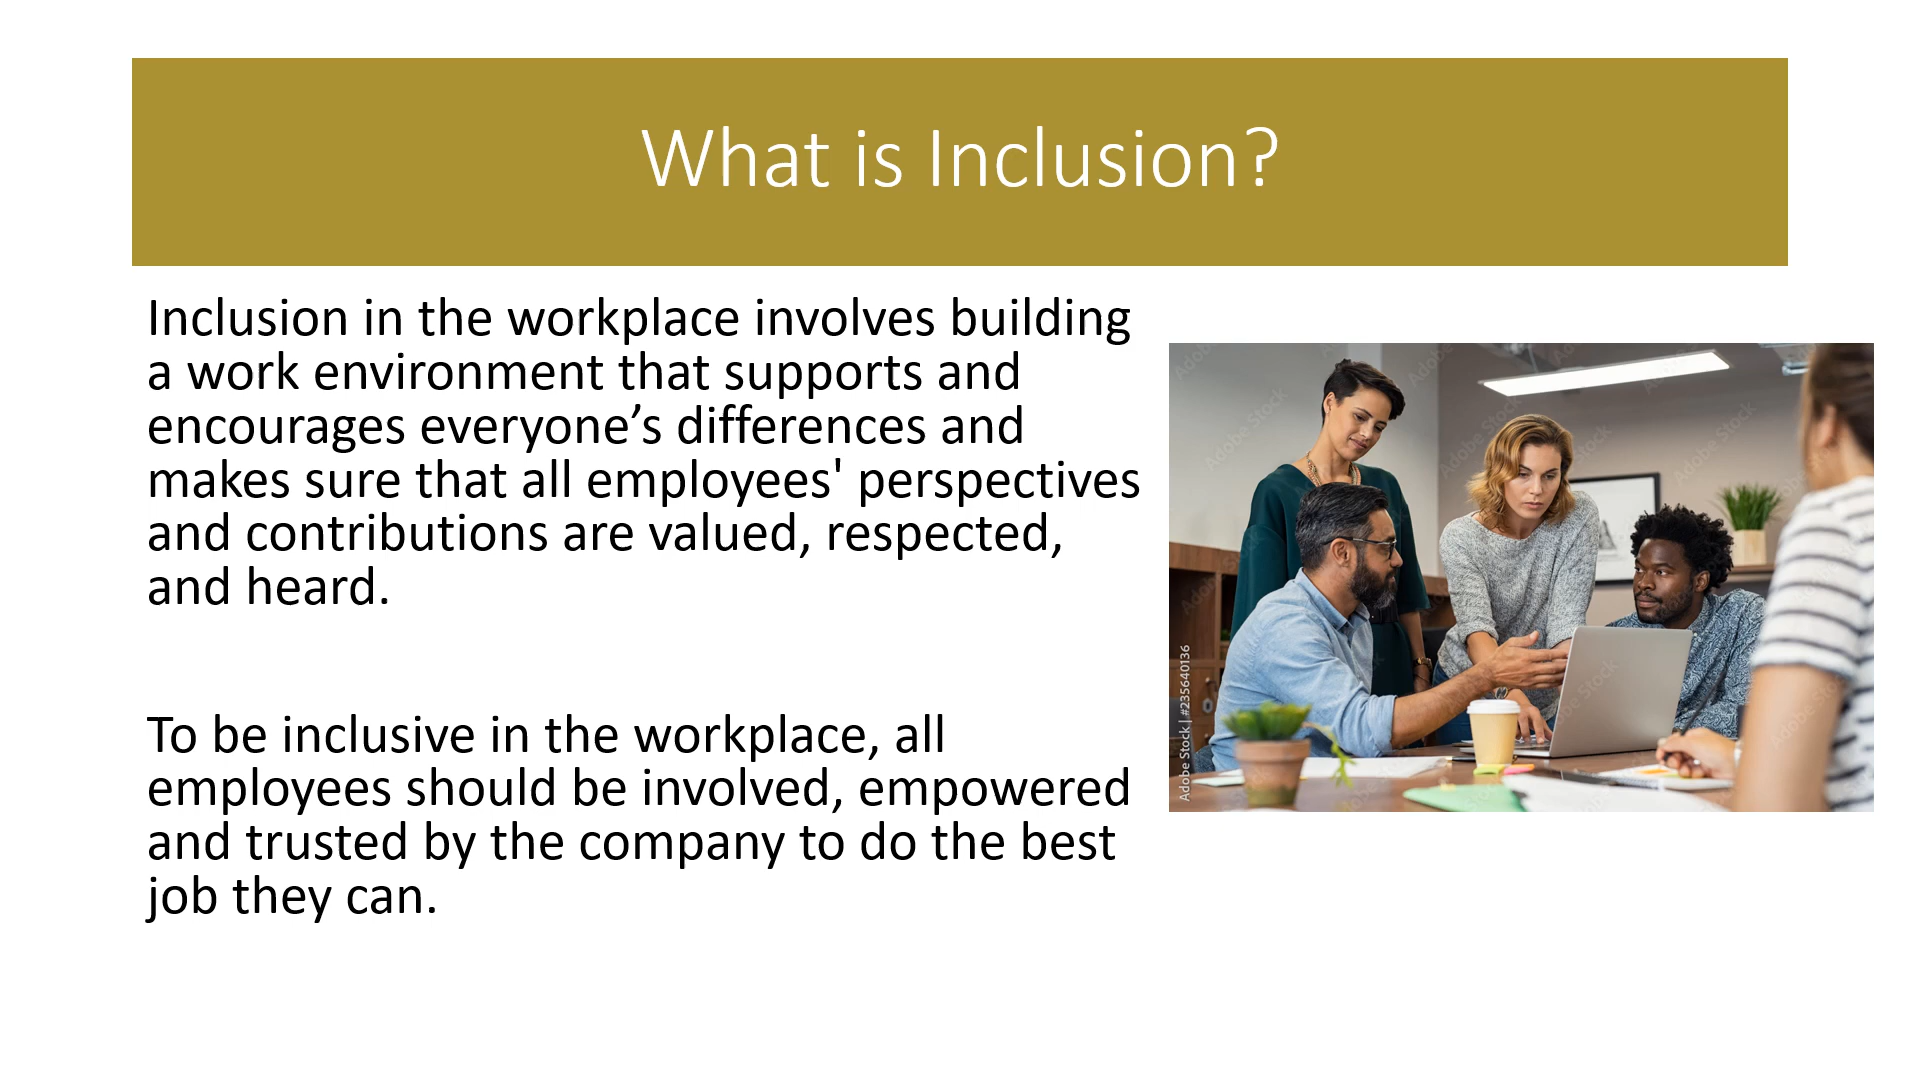 What is Inclusion?
Inclusion in the workplace involves building
a work environment that supports and
encourages everyone’s differences and
makes sure that all employees' perspectives
and contributions are valued, respected,
and heard.
To be inclusive in the workplace, all
employees should be involved, empowered
and trusted by the company to do the best
job they can.
Adobe Stock | #235640136
Adobe Stock